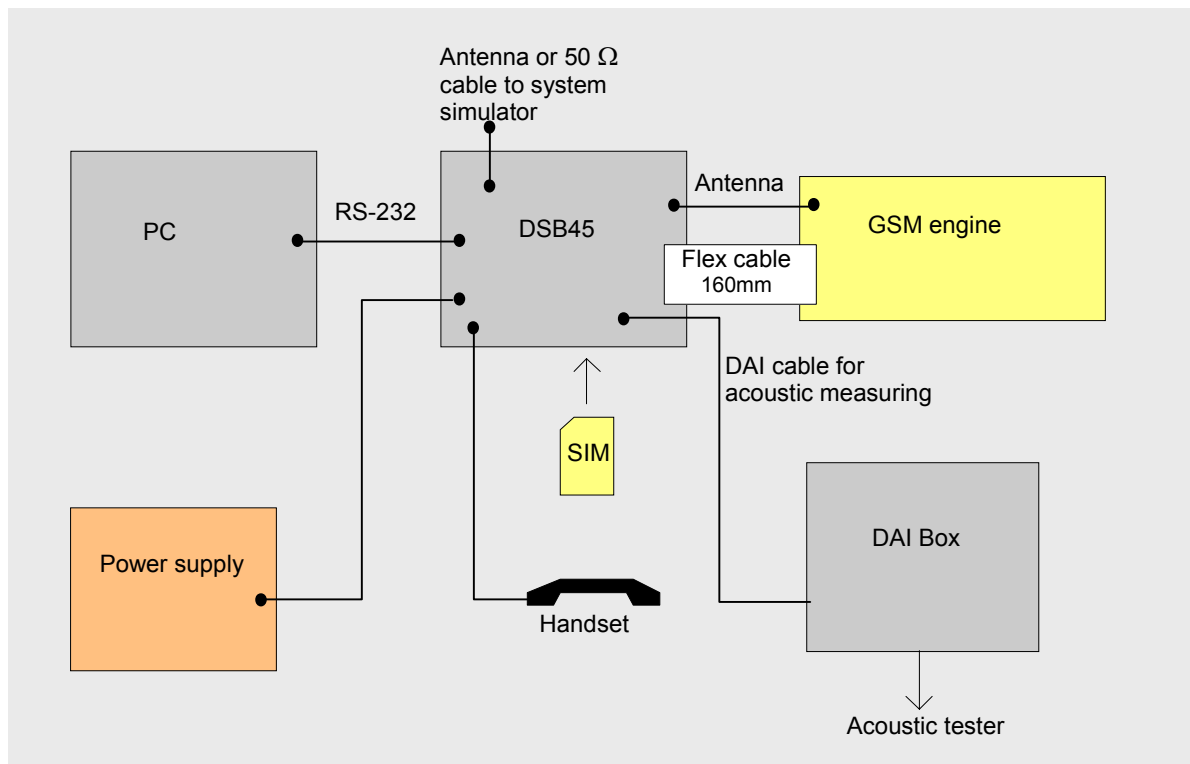 Antenna or 50 Ω
cable to system
simulator
PC
RS-232
DSB45
Antenna
GSM engine
Flex cable
160mm
DAI cable for
acoustic measuring
SIM
Power supply
DAI Box
Handset
Acoustic tester